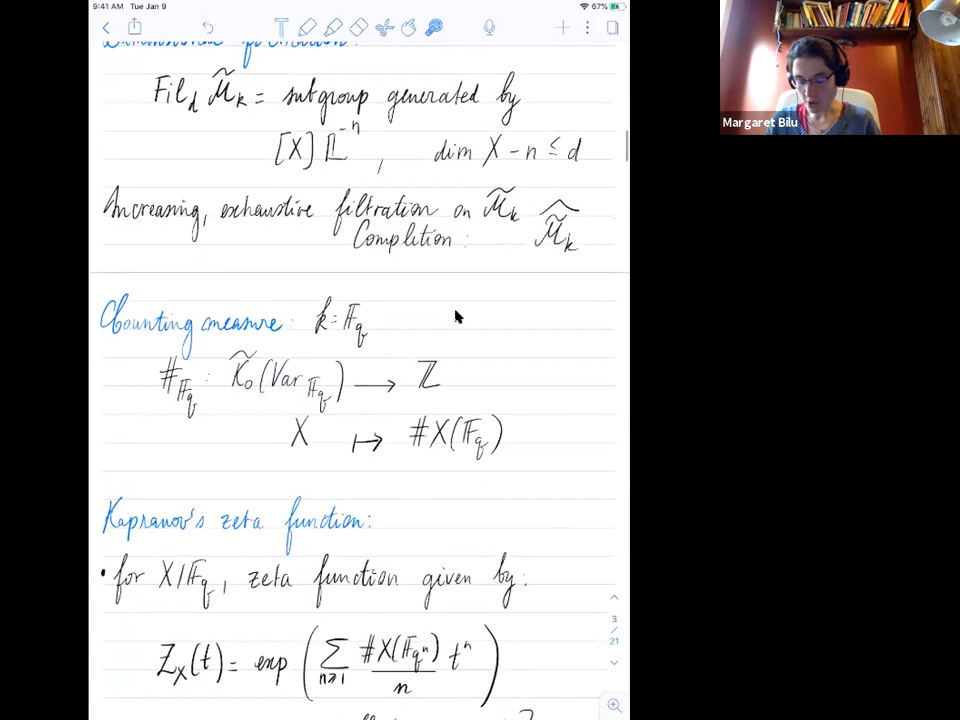 9:41 AM Tue Jan 9
67%
Fil_d M̃_k = subgroup generated by
[X] 𝕃^{-n}, dim X - n ≤ d
Increasing, exhaustive filtration on M̃_k
Completion: \widehat{M̃_k}
Counting measure: k = 𝔽_q
#_{𝔽_q} : K̃_0(Var_{𝔽_q}) ⟶ ℤ
X ↦ #X(𝔽_q)
Kapranov's zeta function:
• for X/𝔽_q, zeta function given by:
Z_X(t) = exp ( ∑_{n≥1} #X(𝔽_{q^n})/n t^n )
3
/
21
Margaret Bilu